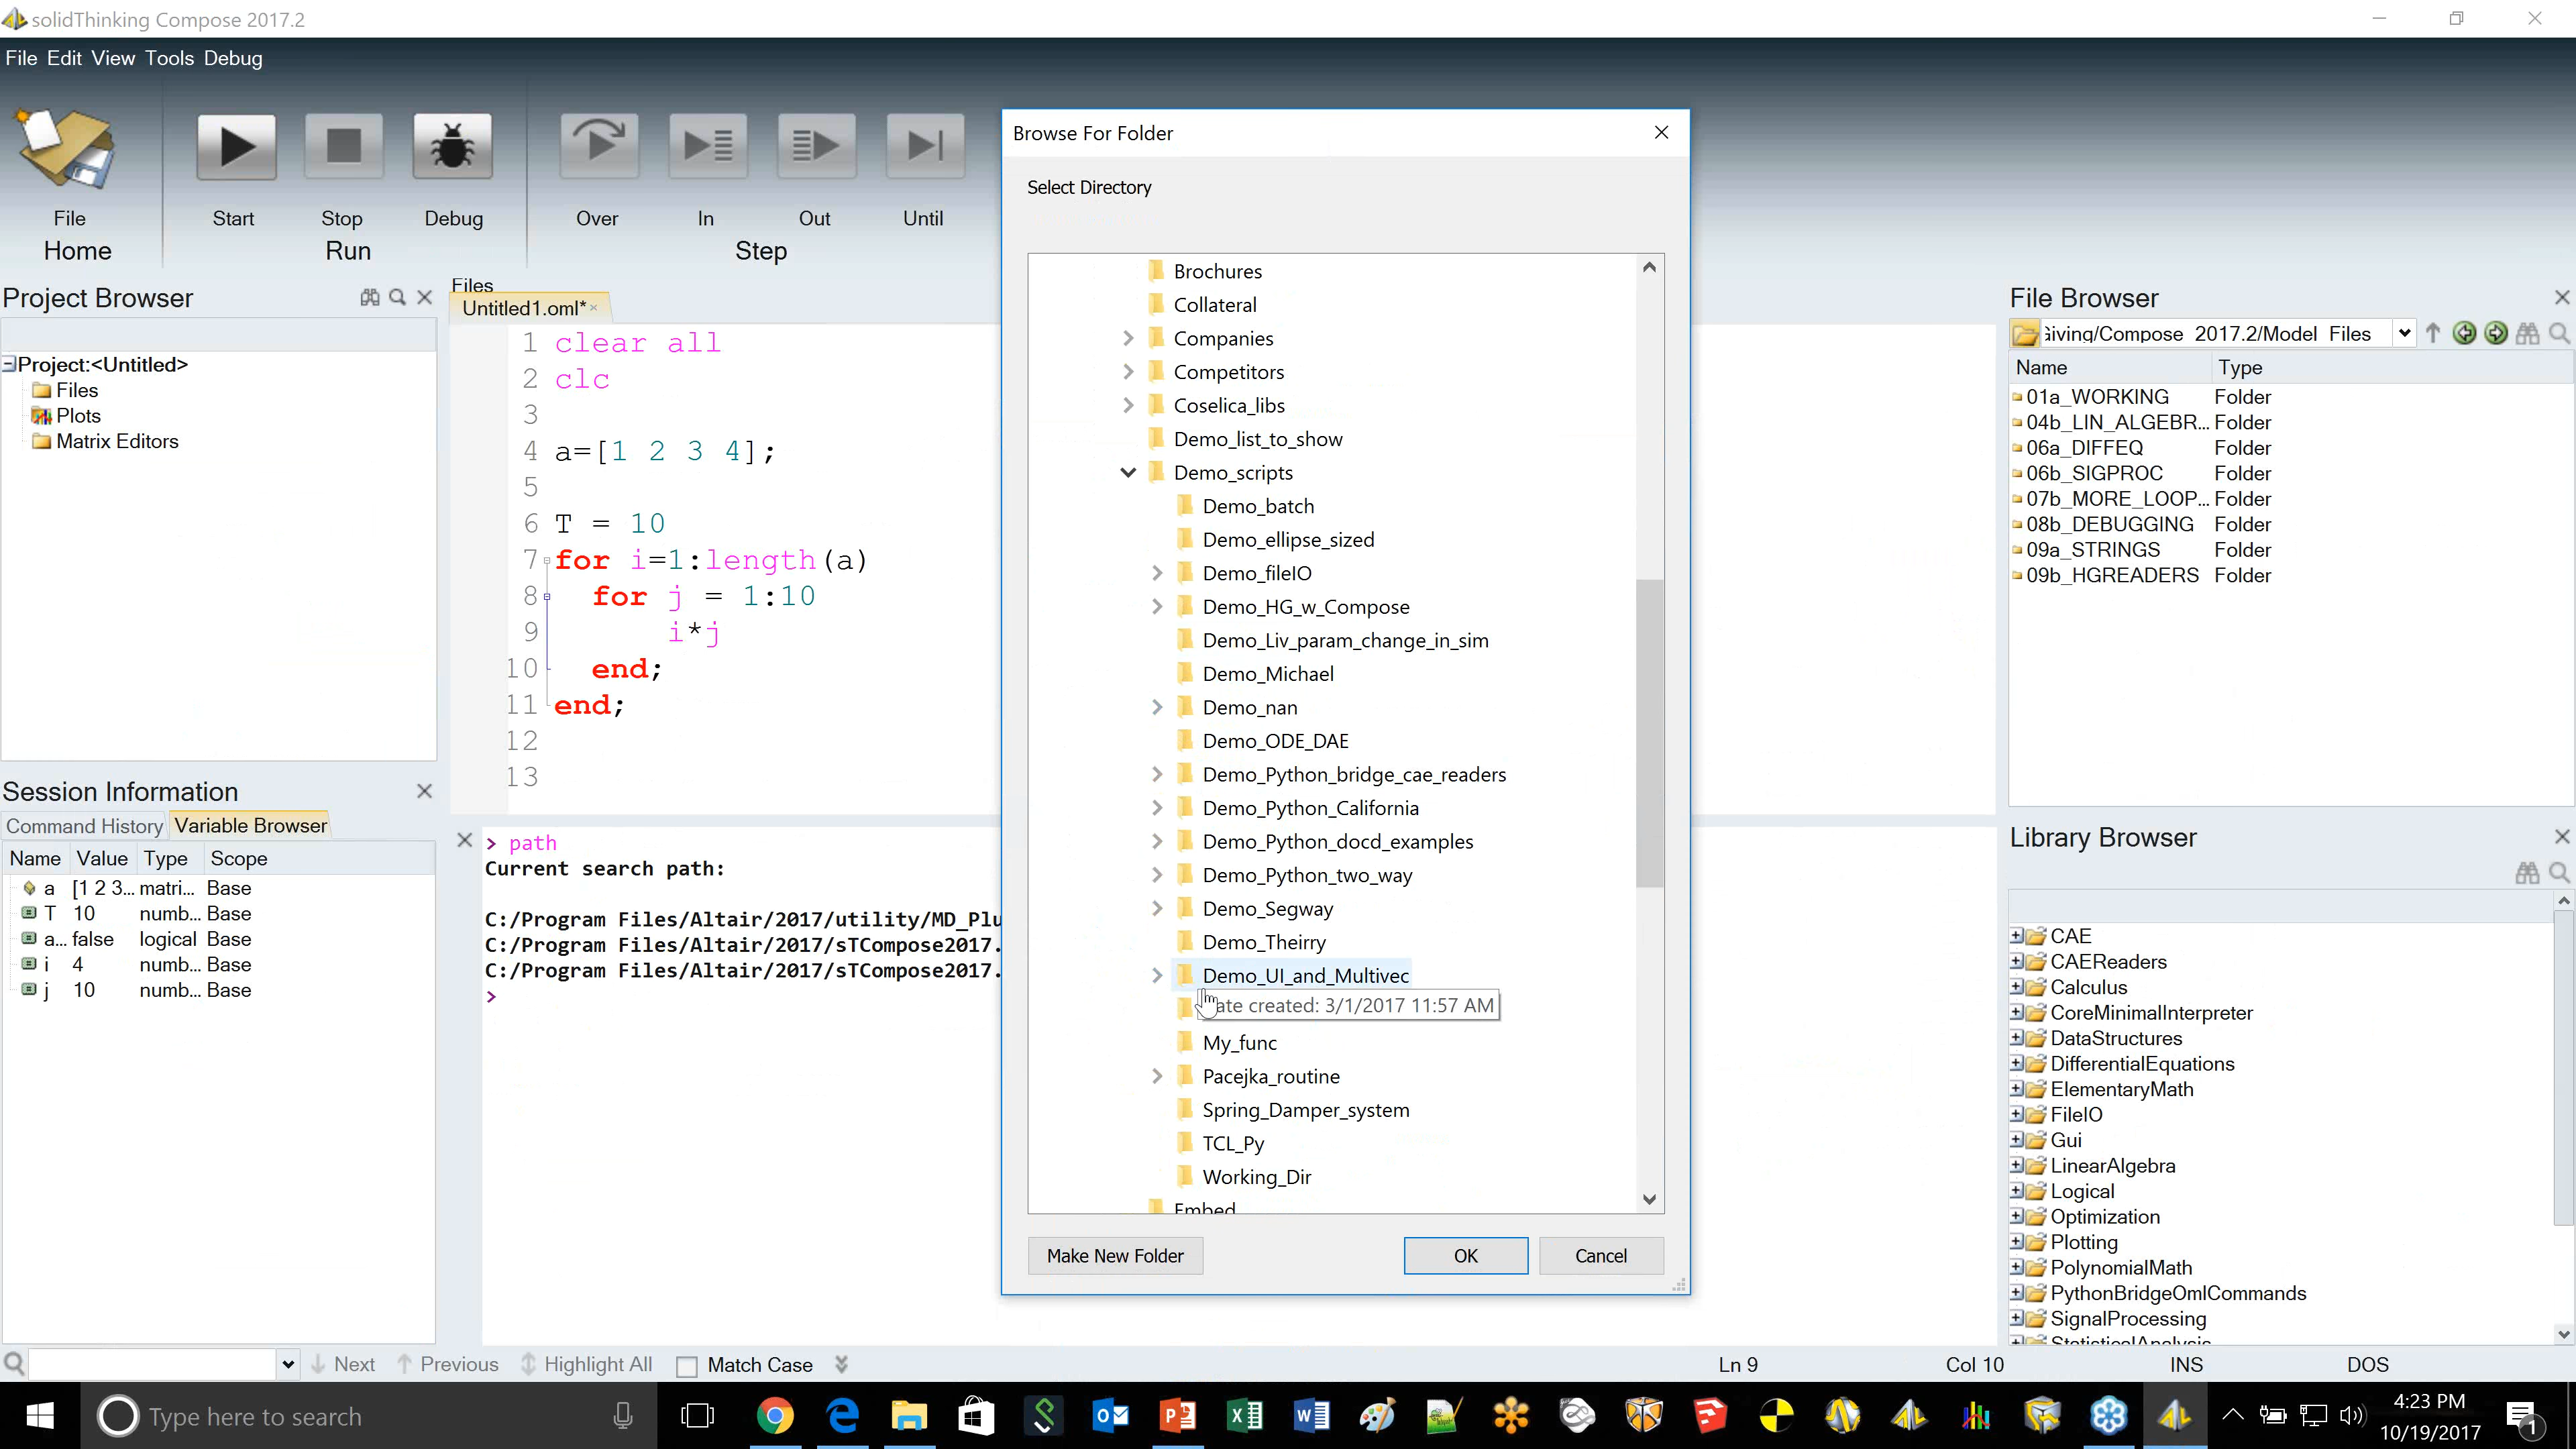 solidThinking Compose 2017.2
File Edit View Tools Debug
File
Start
Stop
Debug
Over
In
Out
Until
Home
Run
Step
Project Browser
Project:<Untitled>
Files
Plots
Matrix Editors
Session Information
Command History
Variable Browser
Name Value Type Scope
a [1 2 3... matri... Base
T 10 numb... Base
a... false logical Base
i 4 numb... Base
j 10 numb... Base
Files
Untitled1.oml*
1 clear all
2 clc
3
4 a=[1 2 3 4];
5
6 T = 10
7 for i=1:length(a)
8 for j = 1:10
9 i*j
10 end;
11 end;
12
13
> path
Current search path:
C:/Program Files/Altair/2017/utility/MD_Plu
C:/Program Files/Altair/2017/sTCompose2017.
C:/Program Files/Altair/2017/sTCompose2017.
>
Browse For Folder
Select Directory
Brochures
Collateral
Companies
Competitors
Coselica_libs
Demo_list_to_show
Demo_scripts
Demo_batch
Demo_ellipse_sized
Demo_fileIO
Demo_HG_w_Compose
Demo_Liv_param_change_in_sim
Demo_Michael
Demo_nan
Demo_ODE_DAE
Demo_Python_bridge_cae_readers
Demo_Python_California
Demo_Python_docd_examples
Demo_Python_two_way
Demo_Segway
Demo_Theirry
Demo_UI_and_Multivec
ate created: 3/1/2017 11:57 AM
My_func
Pacejka_routine
Spring_Damper_system
TCL_Py
Working_Dir
Embed
Make New Folder
OK
Cancel
File Browser
Giving/Compose 2017.2/Model Files
Name Type
01a_WORKING Folder
04b_LIN_ALGEBR... Folder
06a_DIFFEQ Folder
06b_SIGPROC Folder
07b_MORE_LOOP... Folder
08b_DEBUGGING Folder
09a_STRINGS Folder
09b_HGREADERS Folder
Library Browser
CAE
CAEReaders
Calculus
CoreMinimalInterpreter
DataStructures
DifferentialEquations
ElementaryMath
FileIO
Gui
LinearAlgebra
Logical
Optimization
Plotting
PolynomialMath
PythonBridgeOmlCommands
SignalProcessing
StatisticalAnalysis
Next Previous Highlight All Match Case
Ln 9 Col 10 INS DOS
Type here to search
4:23 PM
10/19/2017
1